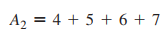 A₂ = 4 + 5 + 6 + 7